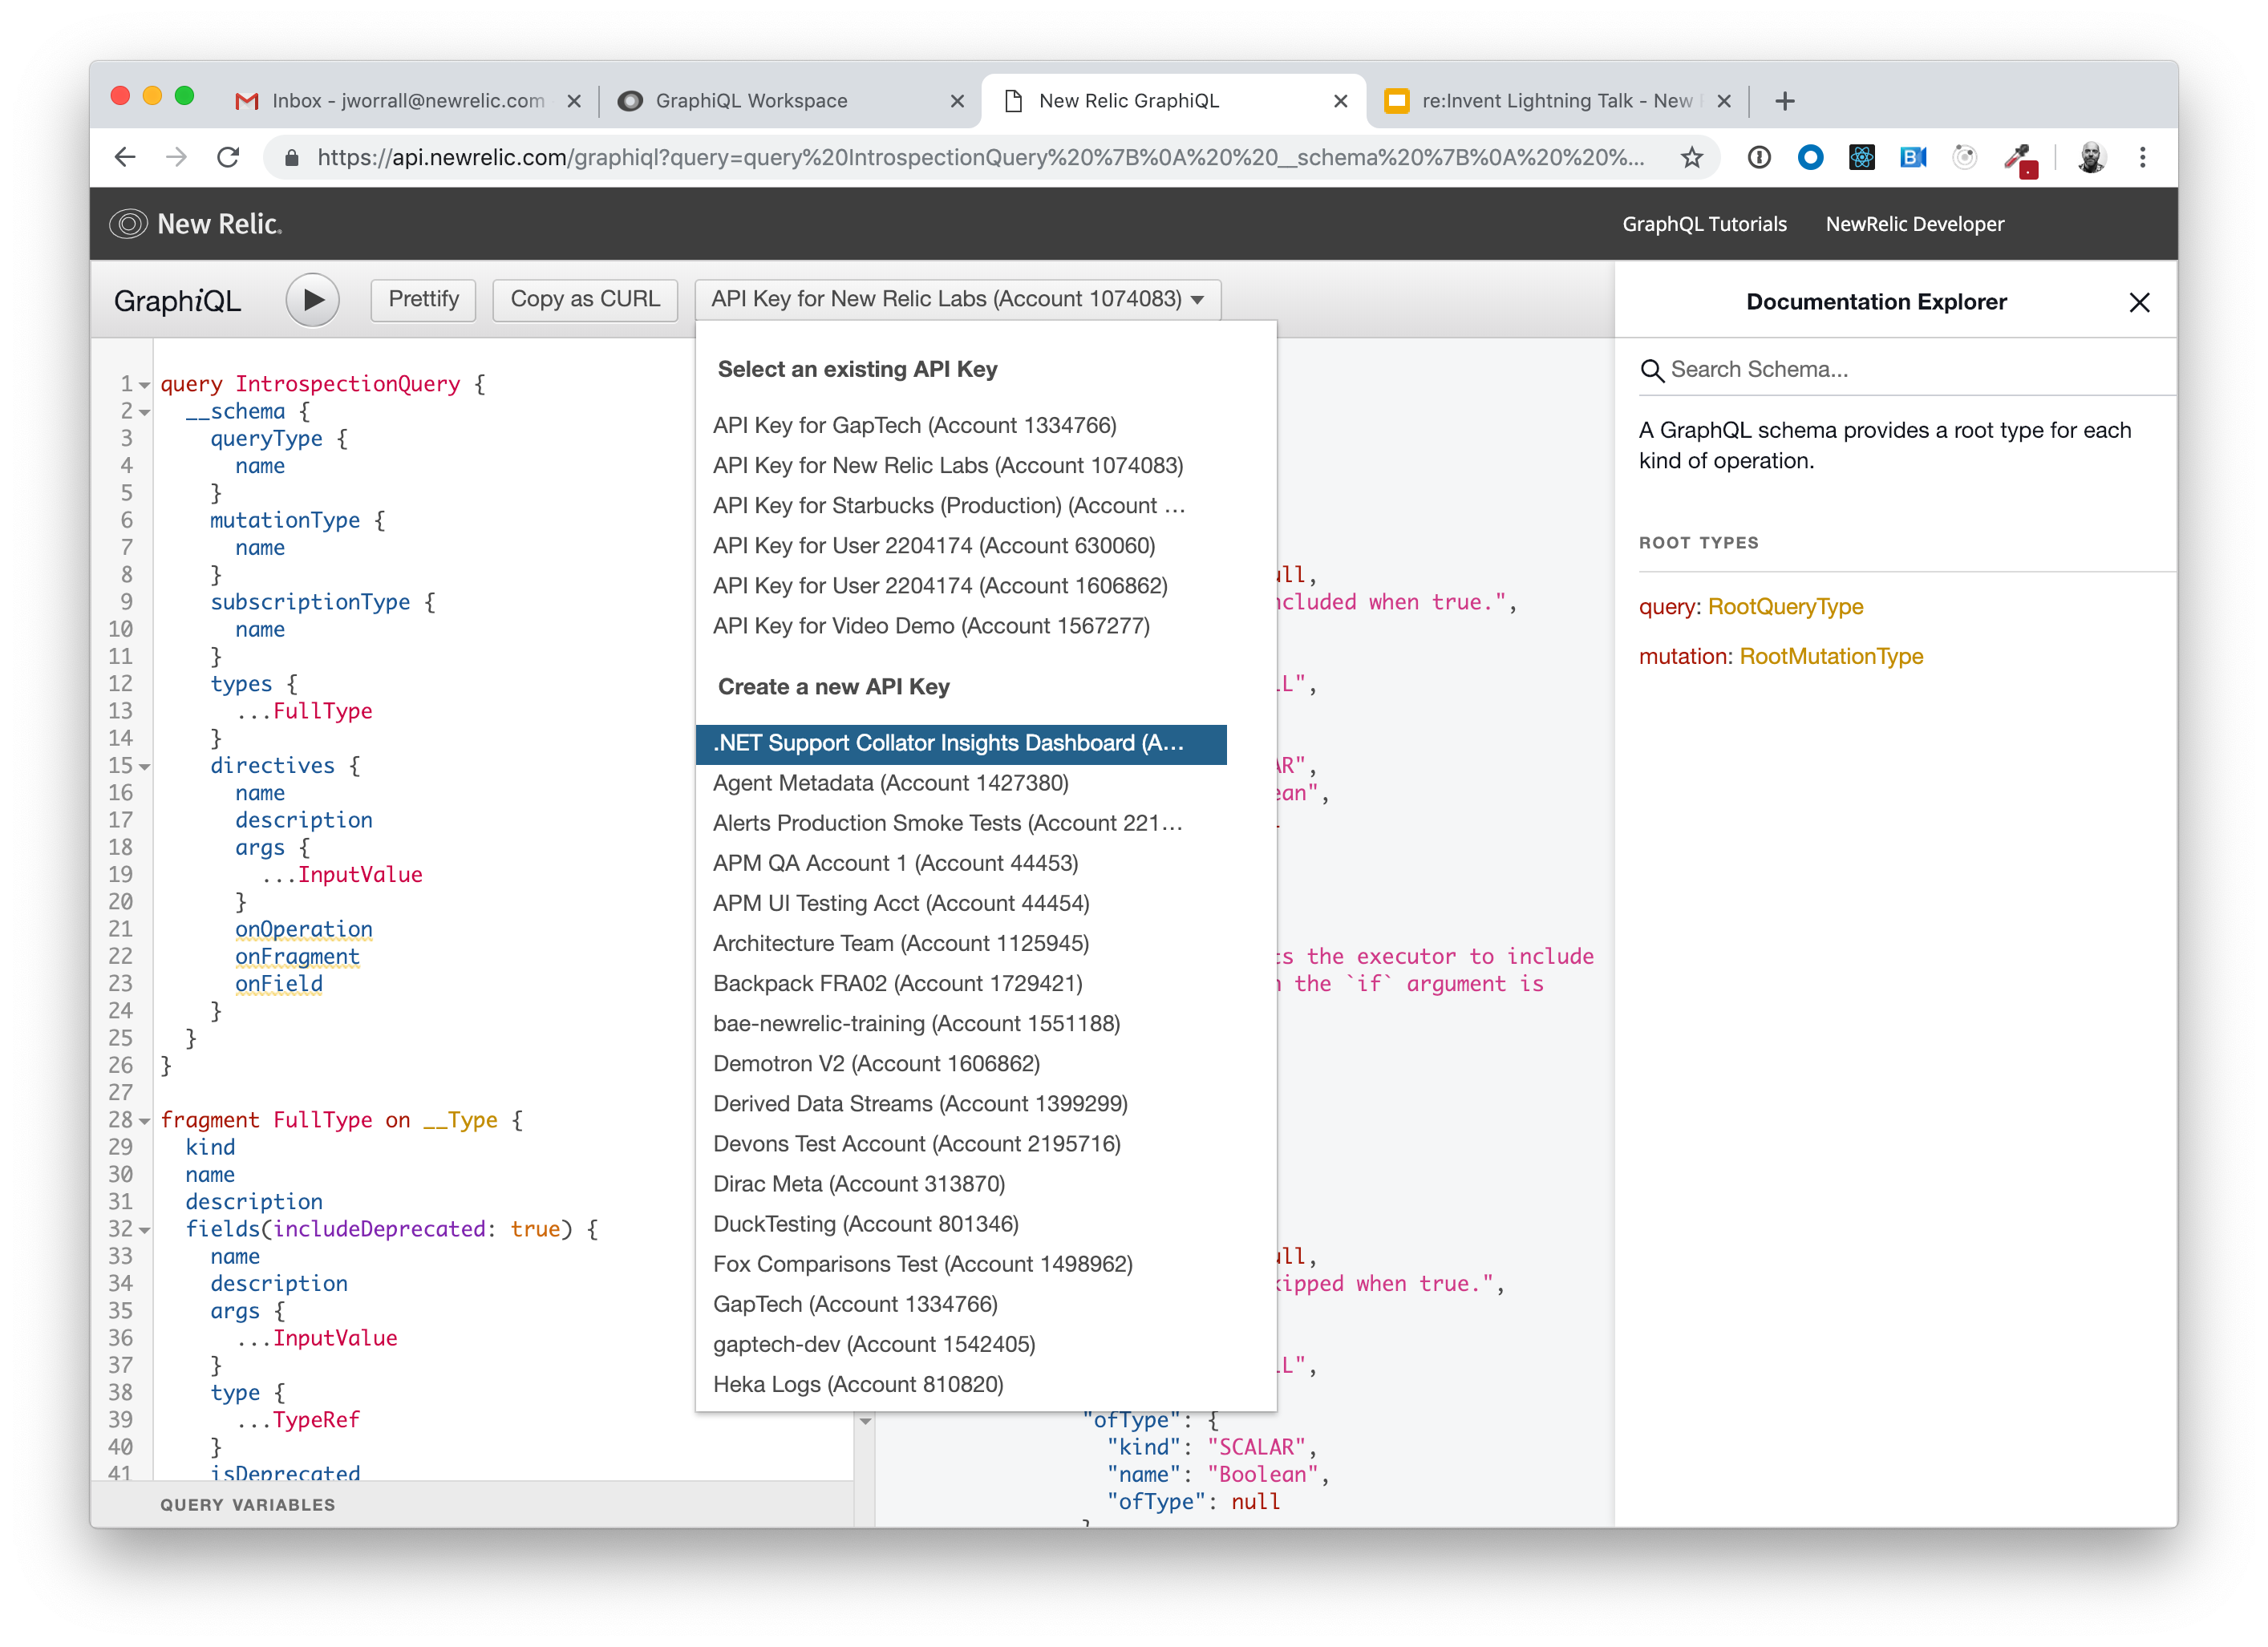 Inbox - jworrall@newrelic.com
GraphiQL Workspace
New Relic GraphiQL
re:Invent Lightning Talk - New
https://api.newrelic.com/graphiql?query=query%20IntrospectionQuery%20%7B%0A%20%20__schema%20%7B%0A%20%20%20%...
New Relic.
GraphQL Tutorials
NewRelic Developer
GraphiQL
Prettify
Copy as CURL
API Key for New Relic Labs (Account 1074083)
1 query IntrospectionQuery {
2 __schema {
3 queryType {
4 name
5 }
6 mutationType {
7 name
8 }
9 subscriptionType {
10 name
11 }
12 types {
13 ...FullType
14 }
15 directives {
16 name
17 description
18 args {
19 ...InputValue
20 }
21 onOperation
22 onFragment
23 onField
24 }
25 }
26 }
27
28 fragment FullType on __Type {
29 kind
30 name
31 description
32 fields(includeDeprecated: true) {
33 name
34 description
35 args {
36 ...InputValue
37 }
38 type {
39 ...TypeRef
40 }
41 isDeprecated
QUERY VARIABLES
Select an existing API Key
API Key for GapTech (Account 1334766)
API Key for New Relic Labs (Account 1074083)
API Key for Starbucks (Production) (Account ...
API Key for User 2204174 (Account 630060)
API Key for User 2204174 (Account 1606862)
API Key for Video Demo (Account 1567277)
Create a new API Key
.NET Support Collator Insights Dashboard (A...
Agent Metadata (Account 1427380)
Alerts Production Smoke Tests (Account 221...
APM QA Account 1 (Account 44453)
APM UI Testing Acct (Account 44454)
Architecture Team (Account 1125945)
Backpack FRA02 (Account 1729421)
bae-newrelic-training (Account 1551188)
Demotron V2 (Account 1606862)
Derived Data Streams (Account 1399299)
Devons Test Account (Account 2195716)
Dirac Meta (Account 313870)
DuckTesting (Account 801346)
Fox Comparisons Test (Account 1498962)
GapTech (Account 1334766)
gaptech-dev (Account 1542405)
Heka Logs (Account 810820)
when true.",
the executor to include
the `if` argument is
when true.",
"ofType": {
"kind": "SCALAR",
"name": "Boolean",
"ofType": null
Documentation Explorer
Search Schema...
A GraphQL schema provides a root type for each
kind of operation.
ROOT TYPES
query: RootQueryType
mutation: RootMutationType